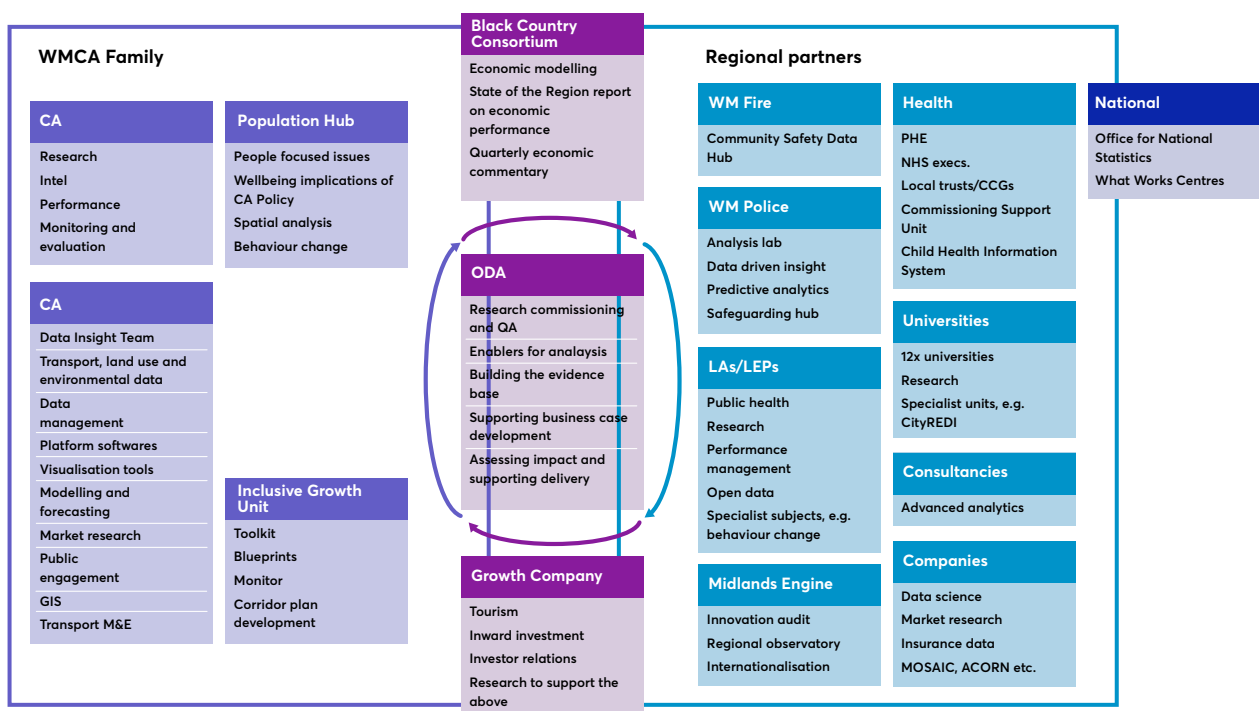 WMCA Family
CA
Research
Intel
Performance
Monitoring and
evaluation
Population Hub
People focused issues
Wellbeing implications of
CA Policy
Spatial analysis
Behaviour change
CA
Data Insight Team
Transport, land use and
environmental data
Data
management
Platform softwares
Visualisation tools
Modelling and
forecasting
Market research
Public
engagement
GIS
Transport M&E
Inclusive Growth
Unit
Toolkit
Blueprints
Monitor
Corridor plan
development
Black Country
Consortium
Economic modelling
State of the Region report
on economic
performance
Quarterly economic
commentary
ODA
Research commissioning
and QA
Enablers for analaysis
Building the evidence
base
Supporting business case
development
Assessing impact and
supporting delivery
Growth Company
Tourism
Inward investment
Investor relations
Research to support the
above
Regional partners
WM Fire
Community Safety Data
Hub
WM Police
Analysis lab
Data driven insight
Predictive analytics
Safeguarding hub
LAs/LEPs
Public health
Research
Performance
management
Open data
Specialist subjects, e.g.
behaviour change
Midlands Engine
Innovation audit
Regional observatory
Internationalisation
Health
PHE
NHS execs.
Local trusts/CCGs
Commissioning Support
Unit
Child Health Information
System
Universities
12x universities
Research
Specialist units, e.g.
CityREDI
Consultancies
Advanced analytics
Companies
Data science
Market research
Insurance data
MOSAIC, ACORN etc.
National
Office for National
Statistics
What Works Centres